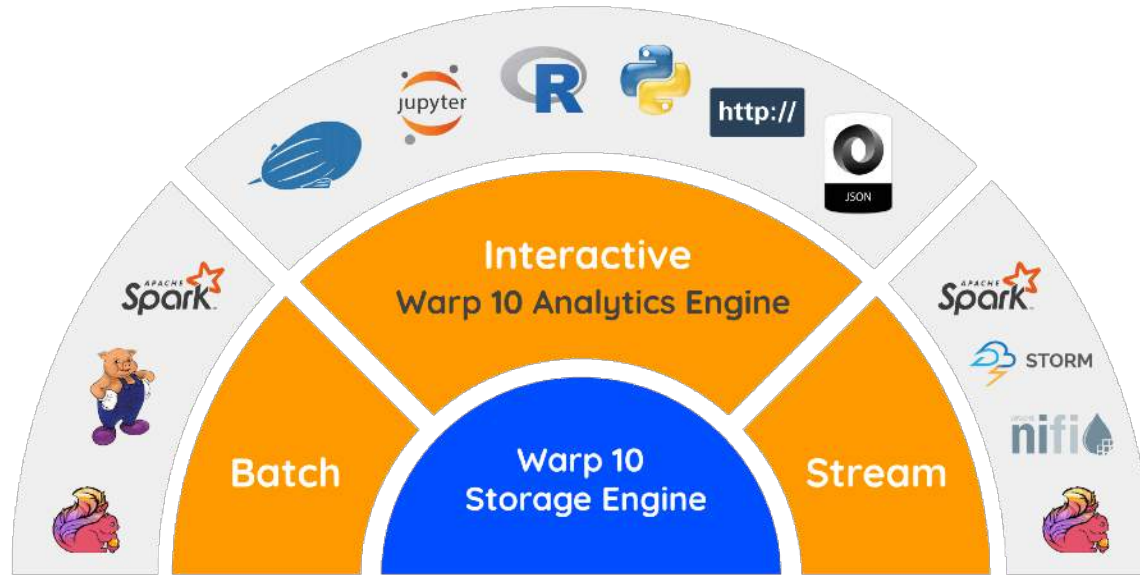 jupyter
R
http://
JSON
APACHE
Spark
Interactive
Warp 10 Analytics Engine
APACHE
Spark
STORM
nifi
Batch
Warp 10
Storage Engine
Stream